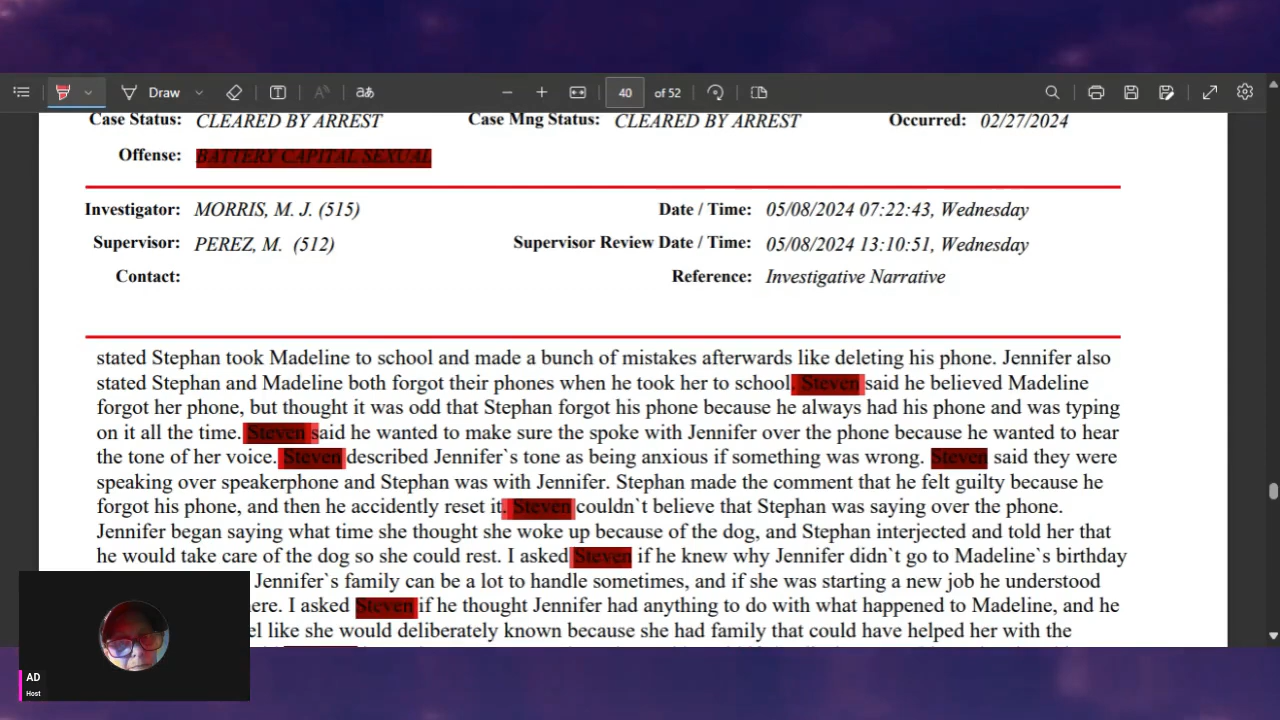 Draw
40 of 52
Case Status: CLEARED BY ARREST Case Mng Status: CLEARED BY ARREST Occurred: 02/27/2024
Offense: BATTERY CAPITAL SEXUAL
Investigator: MORRIS, M. J. (515) Date / Time: 05/08/2024 07:22:43, Wednesday
Supervisor: PEREZ, M. (512) Supervisor Review Date / Time: 05/08/2024 13:10:51, Wednesday
Contact: Reference: Investigative Narrative
stated Stephan took Madeline to school and made a bunch of mistakes afterwards like deleting his phone. Jennifer also
stated Stephan and Madeline both forgot their phones when he took her to school. Steven said he believed Madeline
forgot her phone, but thought it was odd that Stephan forgot his phone because he always had his phone and was typing
on it all the time. Steven said he wanted to make sure the spoke with Jennifer over the phone because he wanted to hear
the tone of her voice. Steven described Jennifer`s tone as being anxious if something was wrong. Steven said they were
speaking over speakerphone and Stephan was with Jennifer. Stephan made the comment that he felt guilty because he
forgot his phone, and then he accidently reset it. Steven couldn`t believe that Stephan was saying over the phone.
Jennifer began saying what time she thought she woke up because of the dog, and Stephan interjected and told her that
he would take care of the dog so she could rest. I asked Steven if he knew why Jennifer didn`t go to Madeline`s birthday
Jennifer`s family can be a lot to handle sometimes, and if she was starting a new job he understood
I asked Steven if he thought Jennifer had anything to do with what happened to Madeline, and he
like she would deliberately known because she had family that could have helped her with the
AD
Host